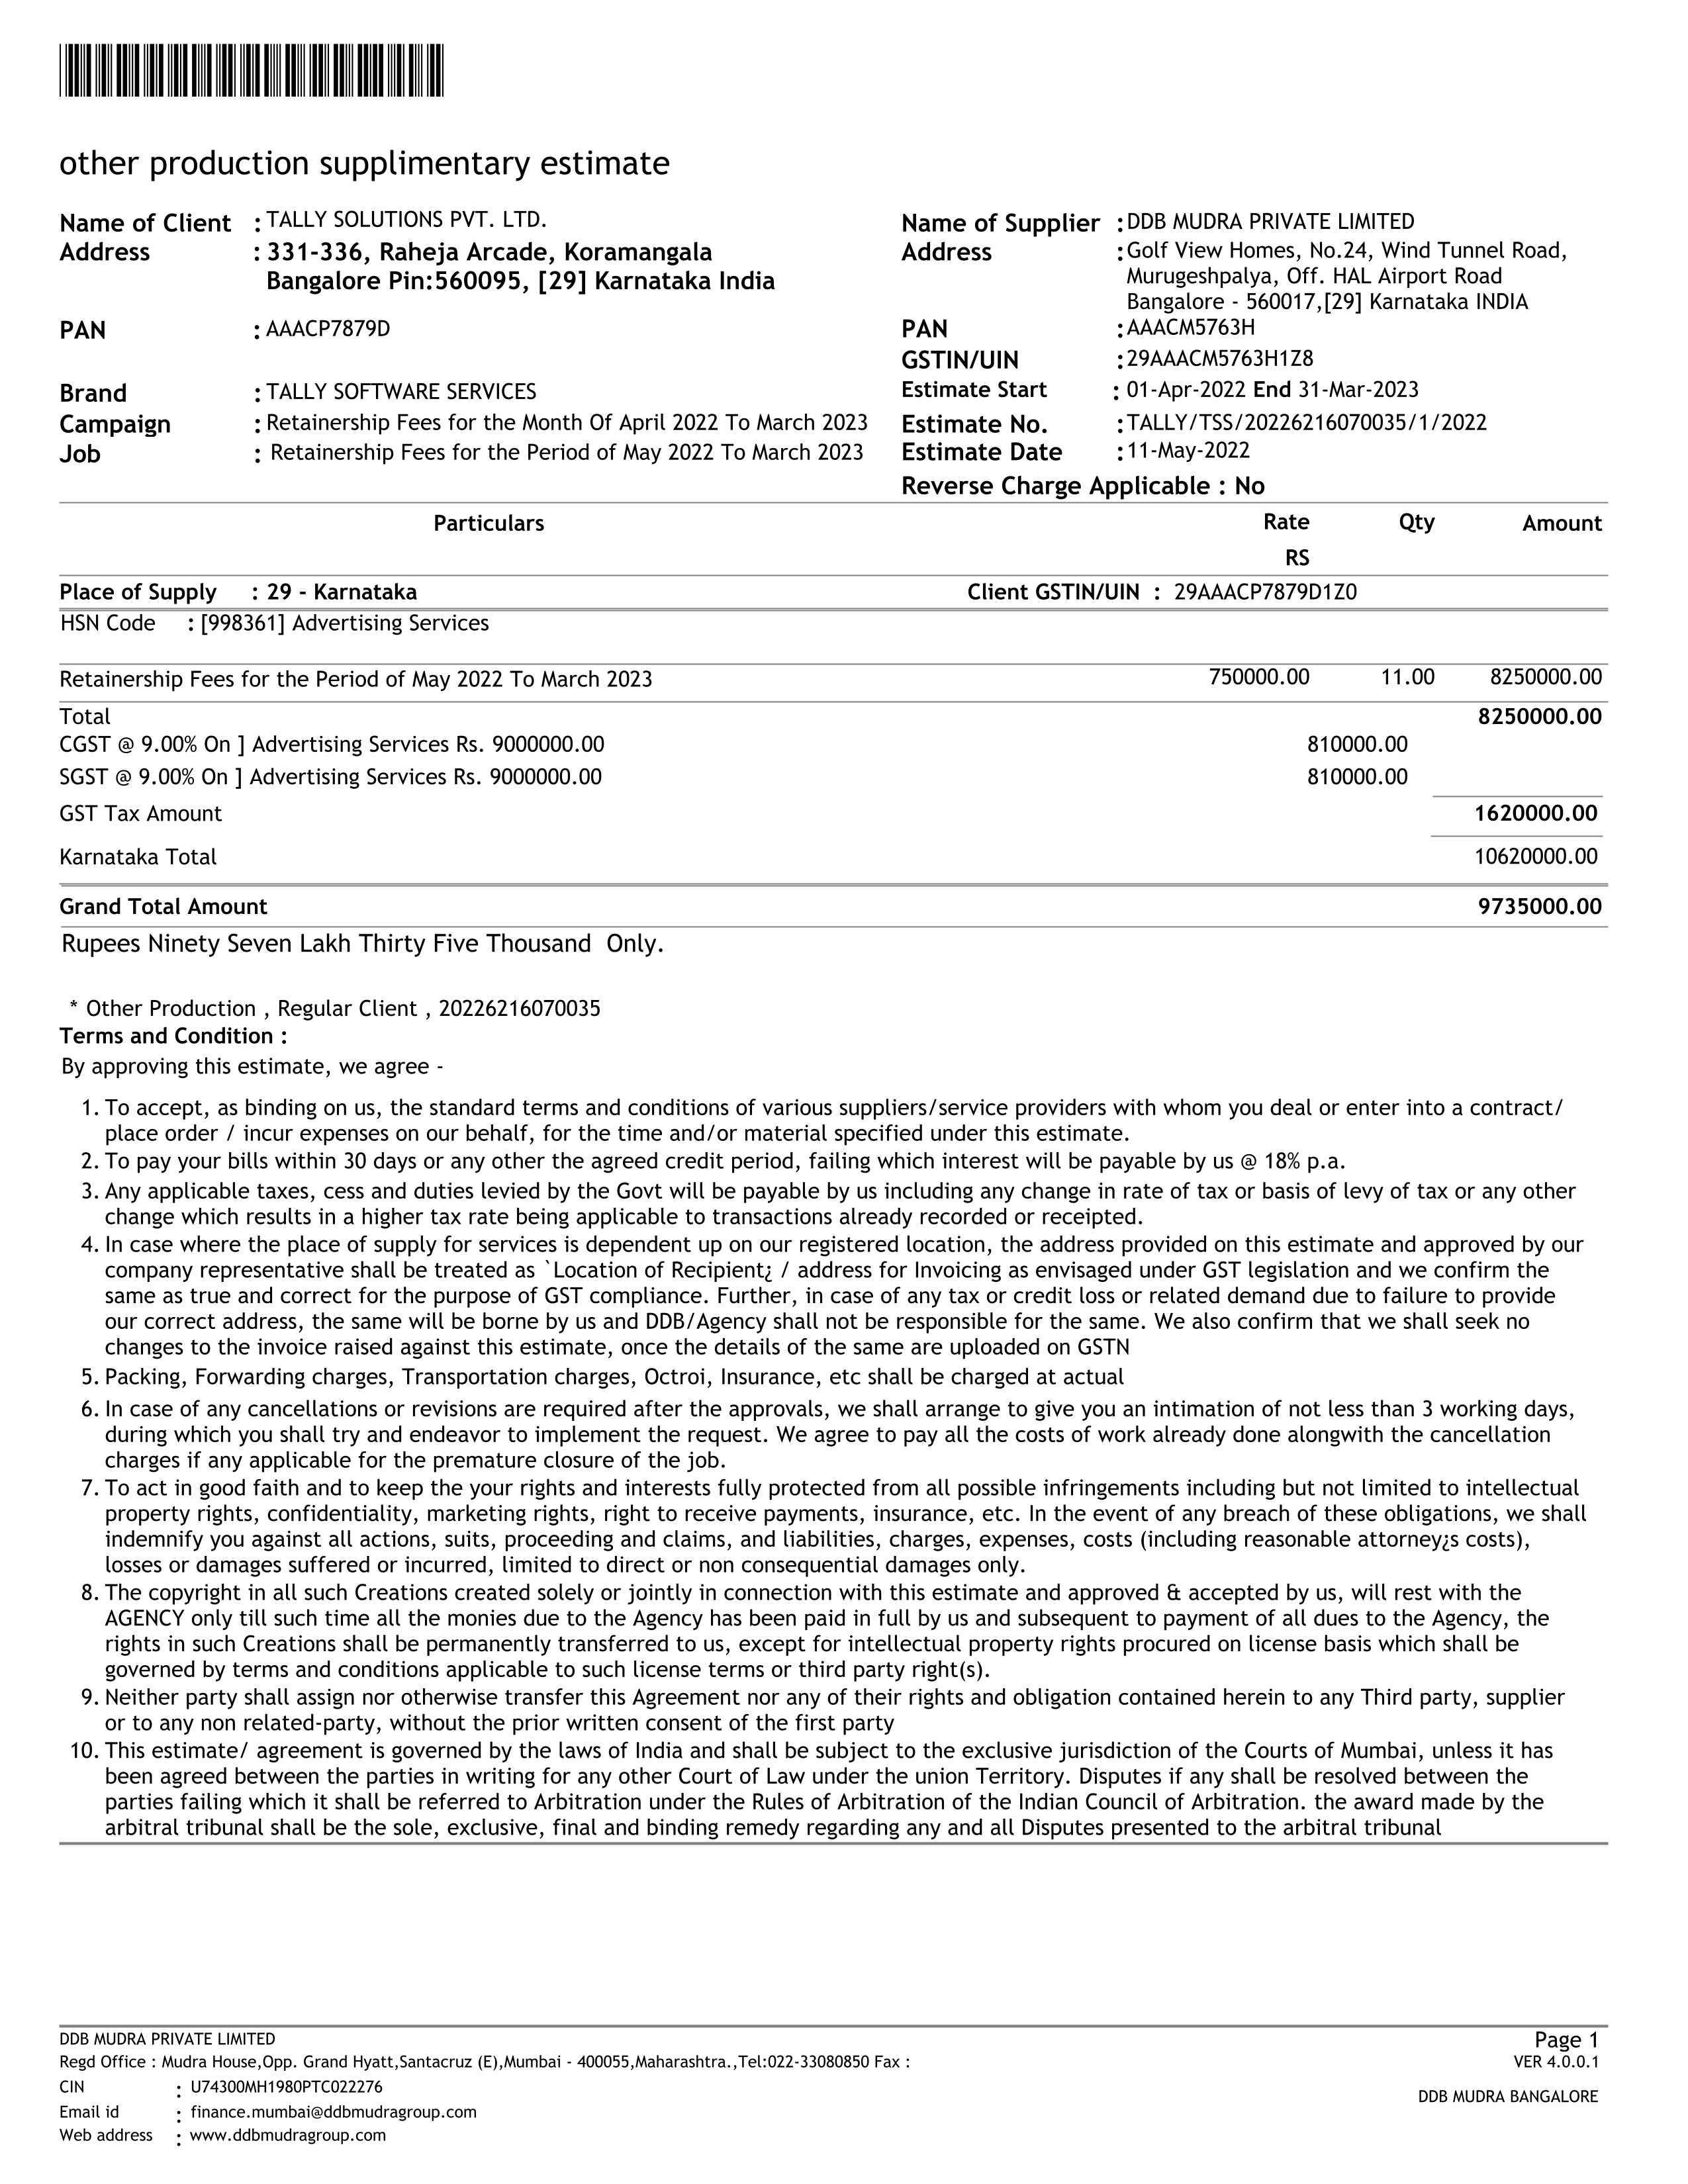 other production supplimentary estimate
Name of Client : TALLY SOLUTIONS PVT. LTD.
Address : 331-336, Raheja Arcade, Koramangala
Bangalore Pin:560095, [29] Karnataka India
PAN : AAACP7879D
Brand : TALLY SOFTWARE SERVICES
Campaign : Retainership Fees for the Month Of April 2022 To March 2023
Job : Retainership Fees for the Period of May 2022 To March 2023
Name of Supplier : DDB MUDRA PRIVATE LIMITED
Address : Golf View Homes, No.24, Wind Tunnel Road,
Murugeshpalya, Off. HAL Airport Road
Bangalore - 560017,[29] Karnataka INDIA
PAN : AAACM5763H
GSTIN/UIN : 29AAACM5763H1Z8
Estimate Start : 01-Apr-2022 End 31-Mar-2023
Estimate No. : TALLY/TSS/20226216070035/1/2022
Estimate Date : 11-May-2022
Reverse Charge Applicable : No
Particulars Rate Qty Amount
RS
Place of Supply : 29 - Karnataka Client GSTIN/UIN : 29AAACP7879D1Z0
HSN Code : [998361] Advertising Services
Retainership Fees for the Period of May 2022 To March 2023 750000.00 11.00 8250000.00
Total 8250000.00
CGST @ 9.00% On ] Advertising Services Rs. 9000000.00 810000.00
SGST @ 9.00% On ] Advertising Services Rs. 9000000.00 810000.00
GST Tax Amount 1620000.00
Karnataka Total 10620000.00
Grand Total Amount 9735000.00
Rupees Ninety Seven Lakh Thirty Five Thousand  Only.
* Other Production , Regular Client , 20226216070035
Terms and Condition :
By approving this estimate, we agree -
1. To accept, as binding on us, the standard terms and conditions of various suppliers/service providers with whom you deal or enter into a contract/
place order / incur expenses on our behalf, for the time and/or material specified under this estimate.
2. To pay your bills within 30 days or any other the agreed credit period, failing which interest will be payable by us @ 18% p.a.
3. Any applicable taxes, cess and duties levied by the Govt will be payable by us including any change in rate of tax or basis of levy of tax or any other
change which results in a higher tax rate being applicable to transactions already recorded or receipted.
4. In case where the place of supply for services is dependent up on our registered location, the address provided on this estimate and approved by our
company representative shall be treated as `Location of Recipient¿ / address for Invoicing as envisaged under GST legislation and we confirm the
same as true and correct for the purpose of GST compliance. Further, in case of any tax or credit loss or related demand due to failure to provide
our correct address, the same will be borne by us and DDB/Agency shall not be responsible for the same. We also confirm that we shall seek no
changes to the invoice raised against this estimate, once the details of the same are uploaded on GSTN
5. Packing, Forwarding charges, Transportation charges, Octroi, Insurance, etc shall be charged at actual
6. In case of any cancellations or revisions are required after the approvals, we shall arrange to give you an intimation of not less than 3 working days,
during which you shall try and endeavor to implement the request. We agree to pay all the costs of work already done alongwith the cancellation
charges if any applicable for the premature closure of the job.
7. To act in good faith and to keep the your rights and interests fully protected from all possible infringements including but not limited to intellectual
property rights, confidentiality, marketing rights, right to receive payments, insurance, etc. In the event of any breach of these obligations, we shall
indemnify you against all actions, suits, proceeding and claims, and liabilities, charges, expenses, costs (including reasonable attorney¿s costs),
losses or damages suffered or incurred, limited to direct or non consequential damages only.
8. The copyright in all such Creations created solely or jointly in connection with this estimate and approved & accepted by us, will rest with the
AGENCY only till such time all the monies due to the Agency has been paid in full by us and subsequent to payment of all dues to the Agency, the
rights in such Creations shall be permanently transferred to us, except for intellectual property rights procured on license basis which shall be
governed by terms and conditions applicable to such license terms or third party right(s).
9. Neither party shall assign nor otherwise transfer this Agreement nor any of their rights and obligation contained herein to any Third party, supplier
or to any non related-party, without the prior written consent of the first party
10. This estimate/ agreement is governed by the laws of India and shall be subject to the exclusive jurisdiction of the Courts of Mumbai, unless it has
been agreed between the parties in writing for any other Court of Law under the union Territory. Disputes if any shall be resolved between the
parties failing which it shall be referred to Arbitration under the Rules of Arbitration of the Indian Council of Arbitration. the award made by the
arbitral tribunal shall be the sole, exclusive, final and binding remedy regarding any and all Disputes presented to the arbitral tribunal
DDB MUDRA PRIVATE LIMITED Page 1
Regd Office : Mudra House,Opp. Grand Hyatt,Santacruz (E),Mumbai - 400055,Maharashtra.,Tel:022-33080850 Fax : VER 4.0.0.1
CIN : U74300MH1980PTC022276
DDB MUDRA BANGALORE
Email id : finance.mumbai@ddbmudragroup.com
Web address : www.ddbmudragroup.com